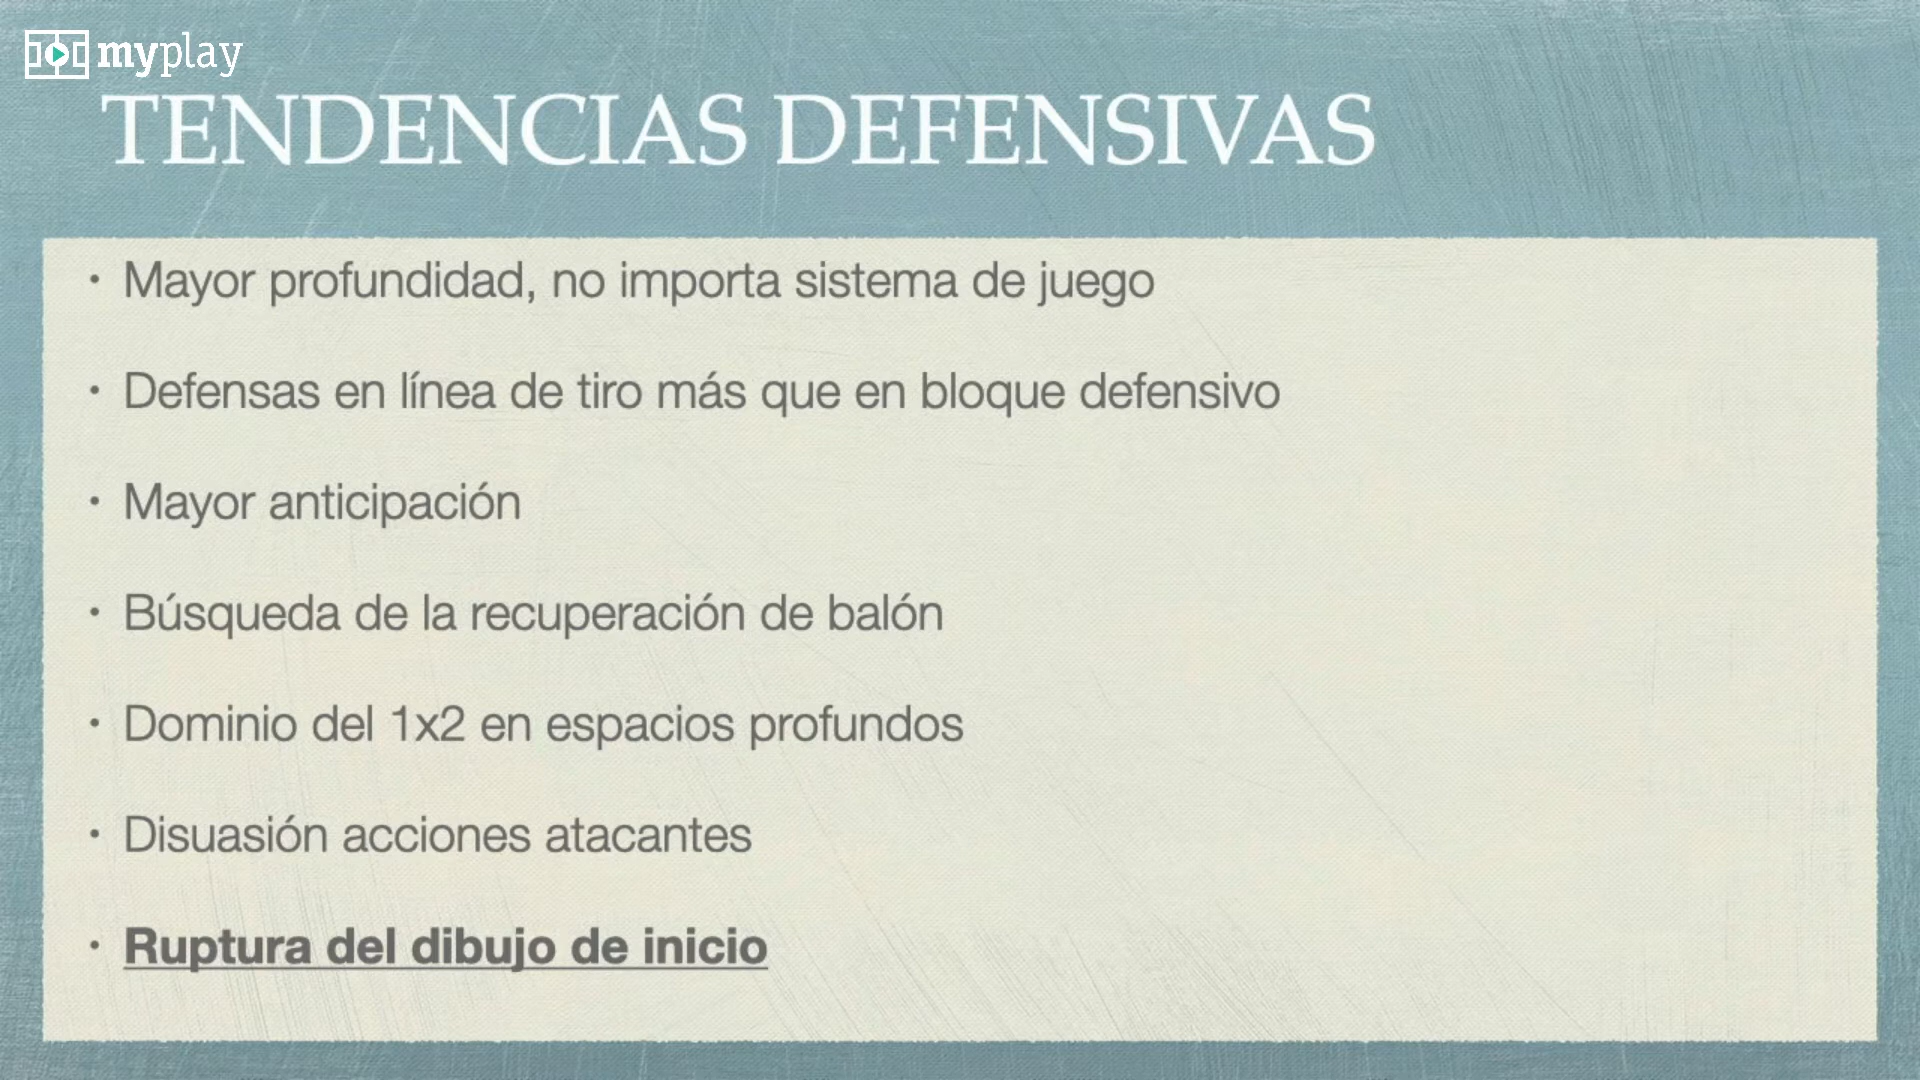 myplay
TENDENCIAS DEFENSIVAS
• Mayor profundidad, no importa sistema de juego
• Defensas en línea de tiro más que en bloque defensivo
• Mayor anticipación
• Búsqueda de la recuperación de balón
• Dominio del 1x2 en espacios profundos
• Disuasión acciones atacantes
• Ruptura del dibujo de inicio